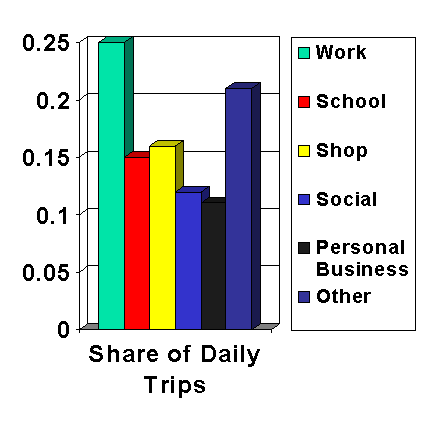 0.25
0.2
0.15
0.1
0.05
0
Share of Daily
Trips
Work
School
Shop
Social
Personal
Business
Other